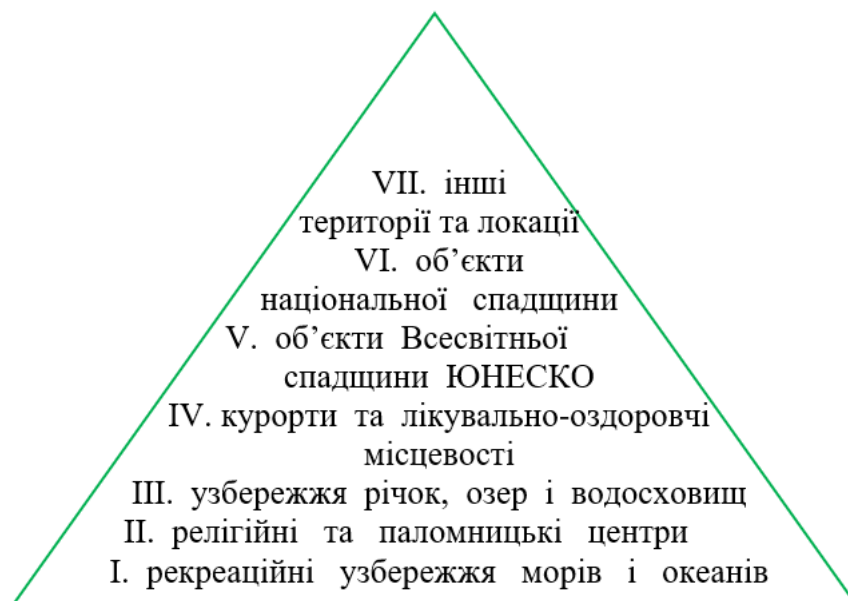 VII. інші
території та локації
VI. об’єкти
національної спадщини
V. об’єкти Всесвітньої
спадщини ЮНЕСКО
IV. курорти та лікувально-оздоровчі
місцевості
III. узбережжя річок, озер і водосховищ
II. релігійні та паломницькі центри
I. рекреаційні узбережжя морів і океанів